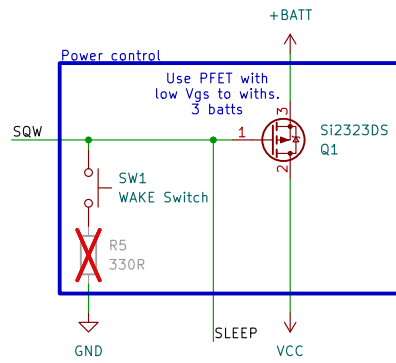 +BATT
Power control
Use PFET with
low Vgs to withs.
3 batts
3
SQW
1
Si2323DS
Q1
2
SW1
WAKE Switch
R5
330R
SLEEP
GND
VCC